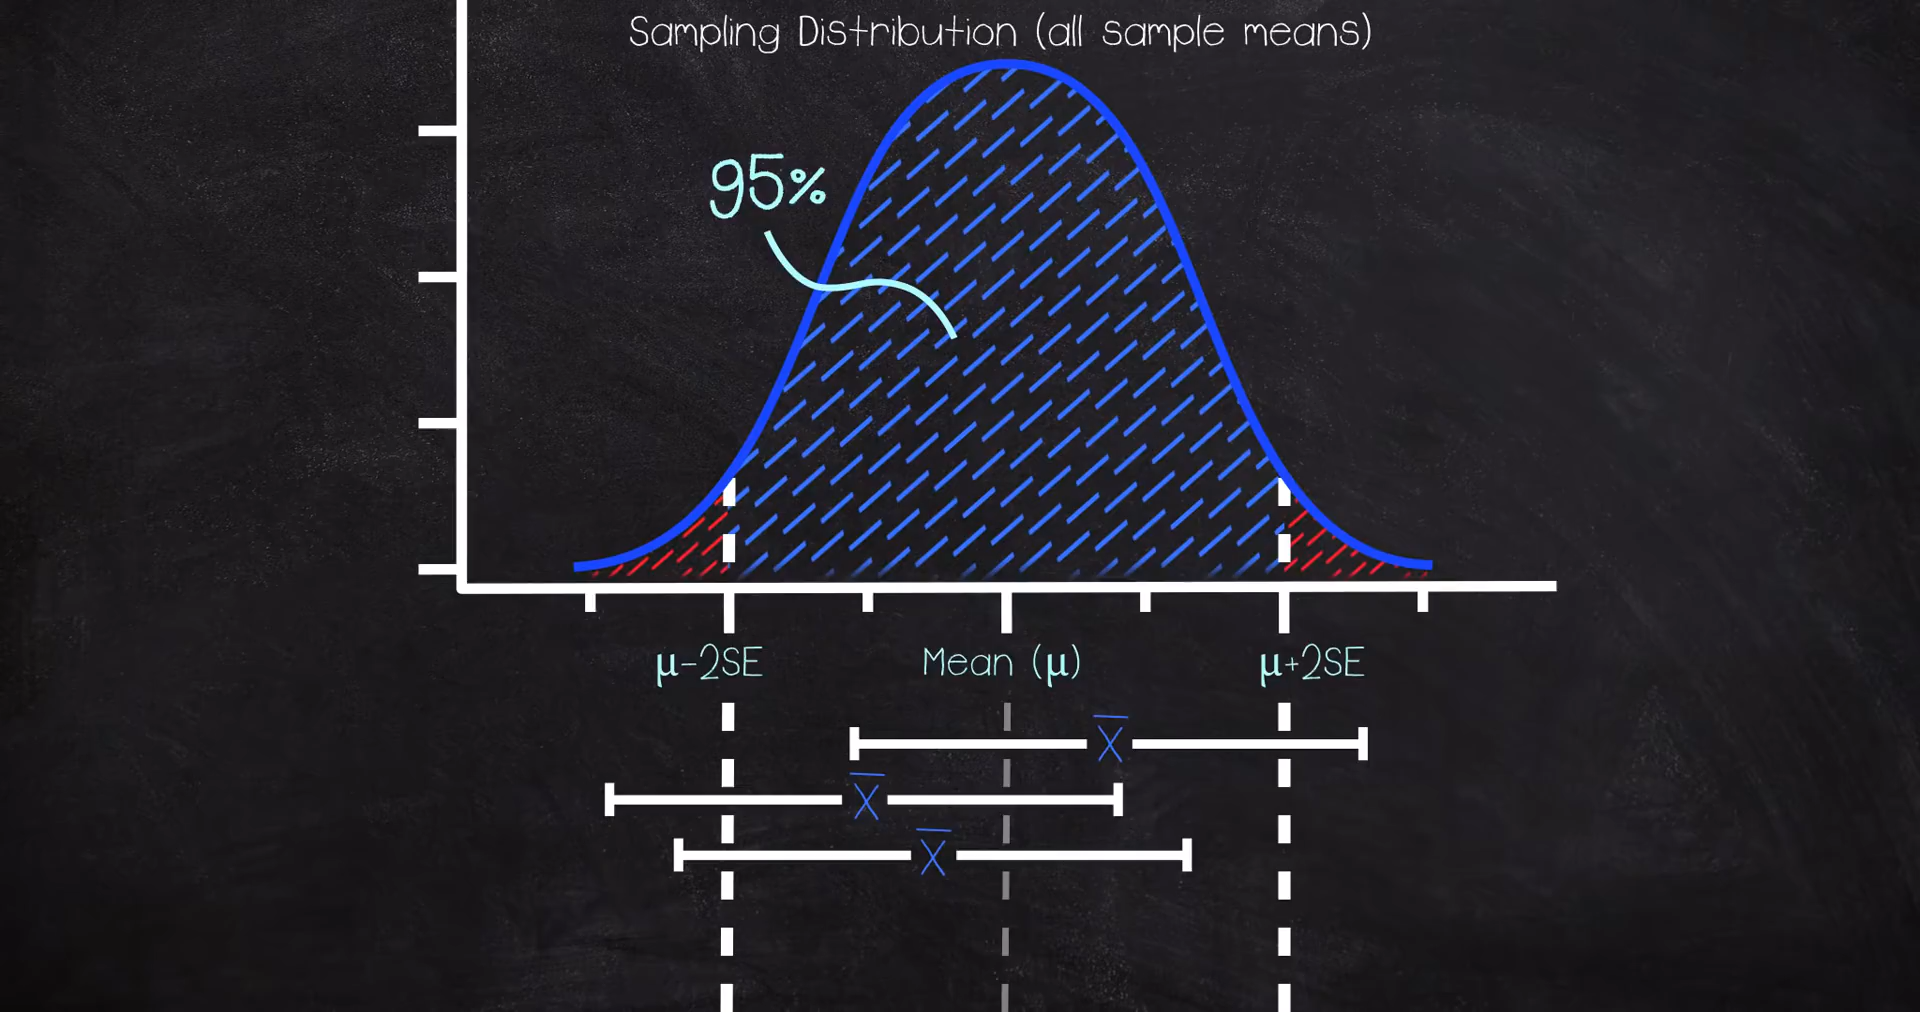 Sampling Distribution (all sample means)
95%
μ-2SE
Mean (μ)
μ+2SE
X̅
X̅
X̅